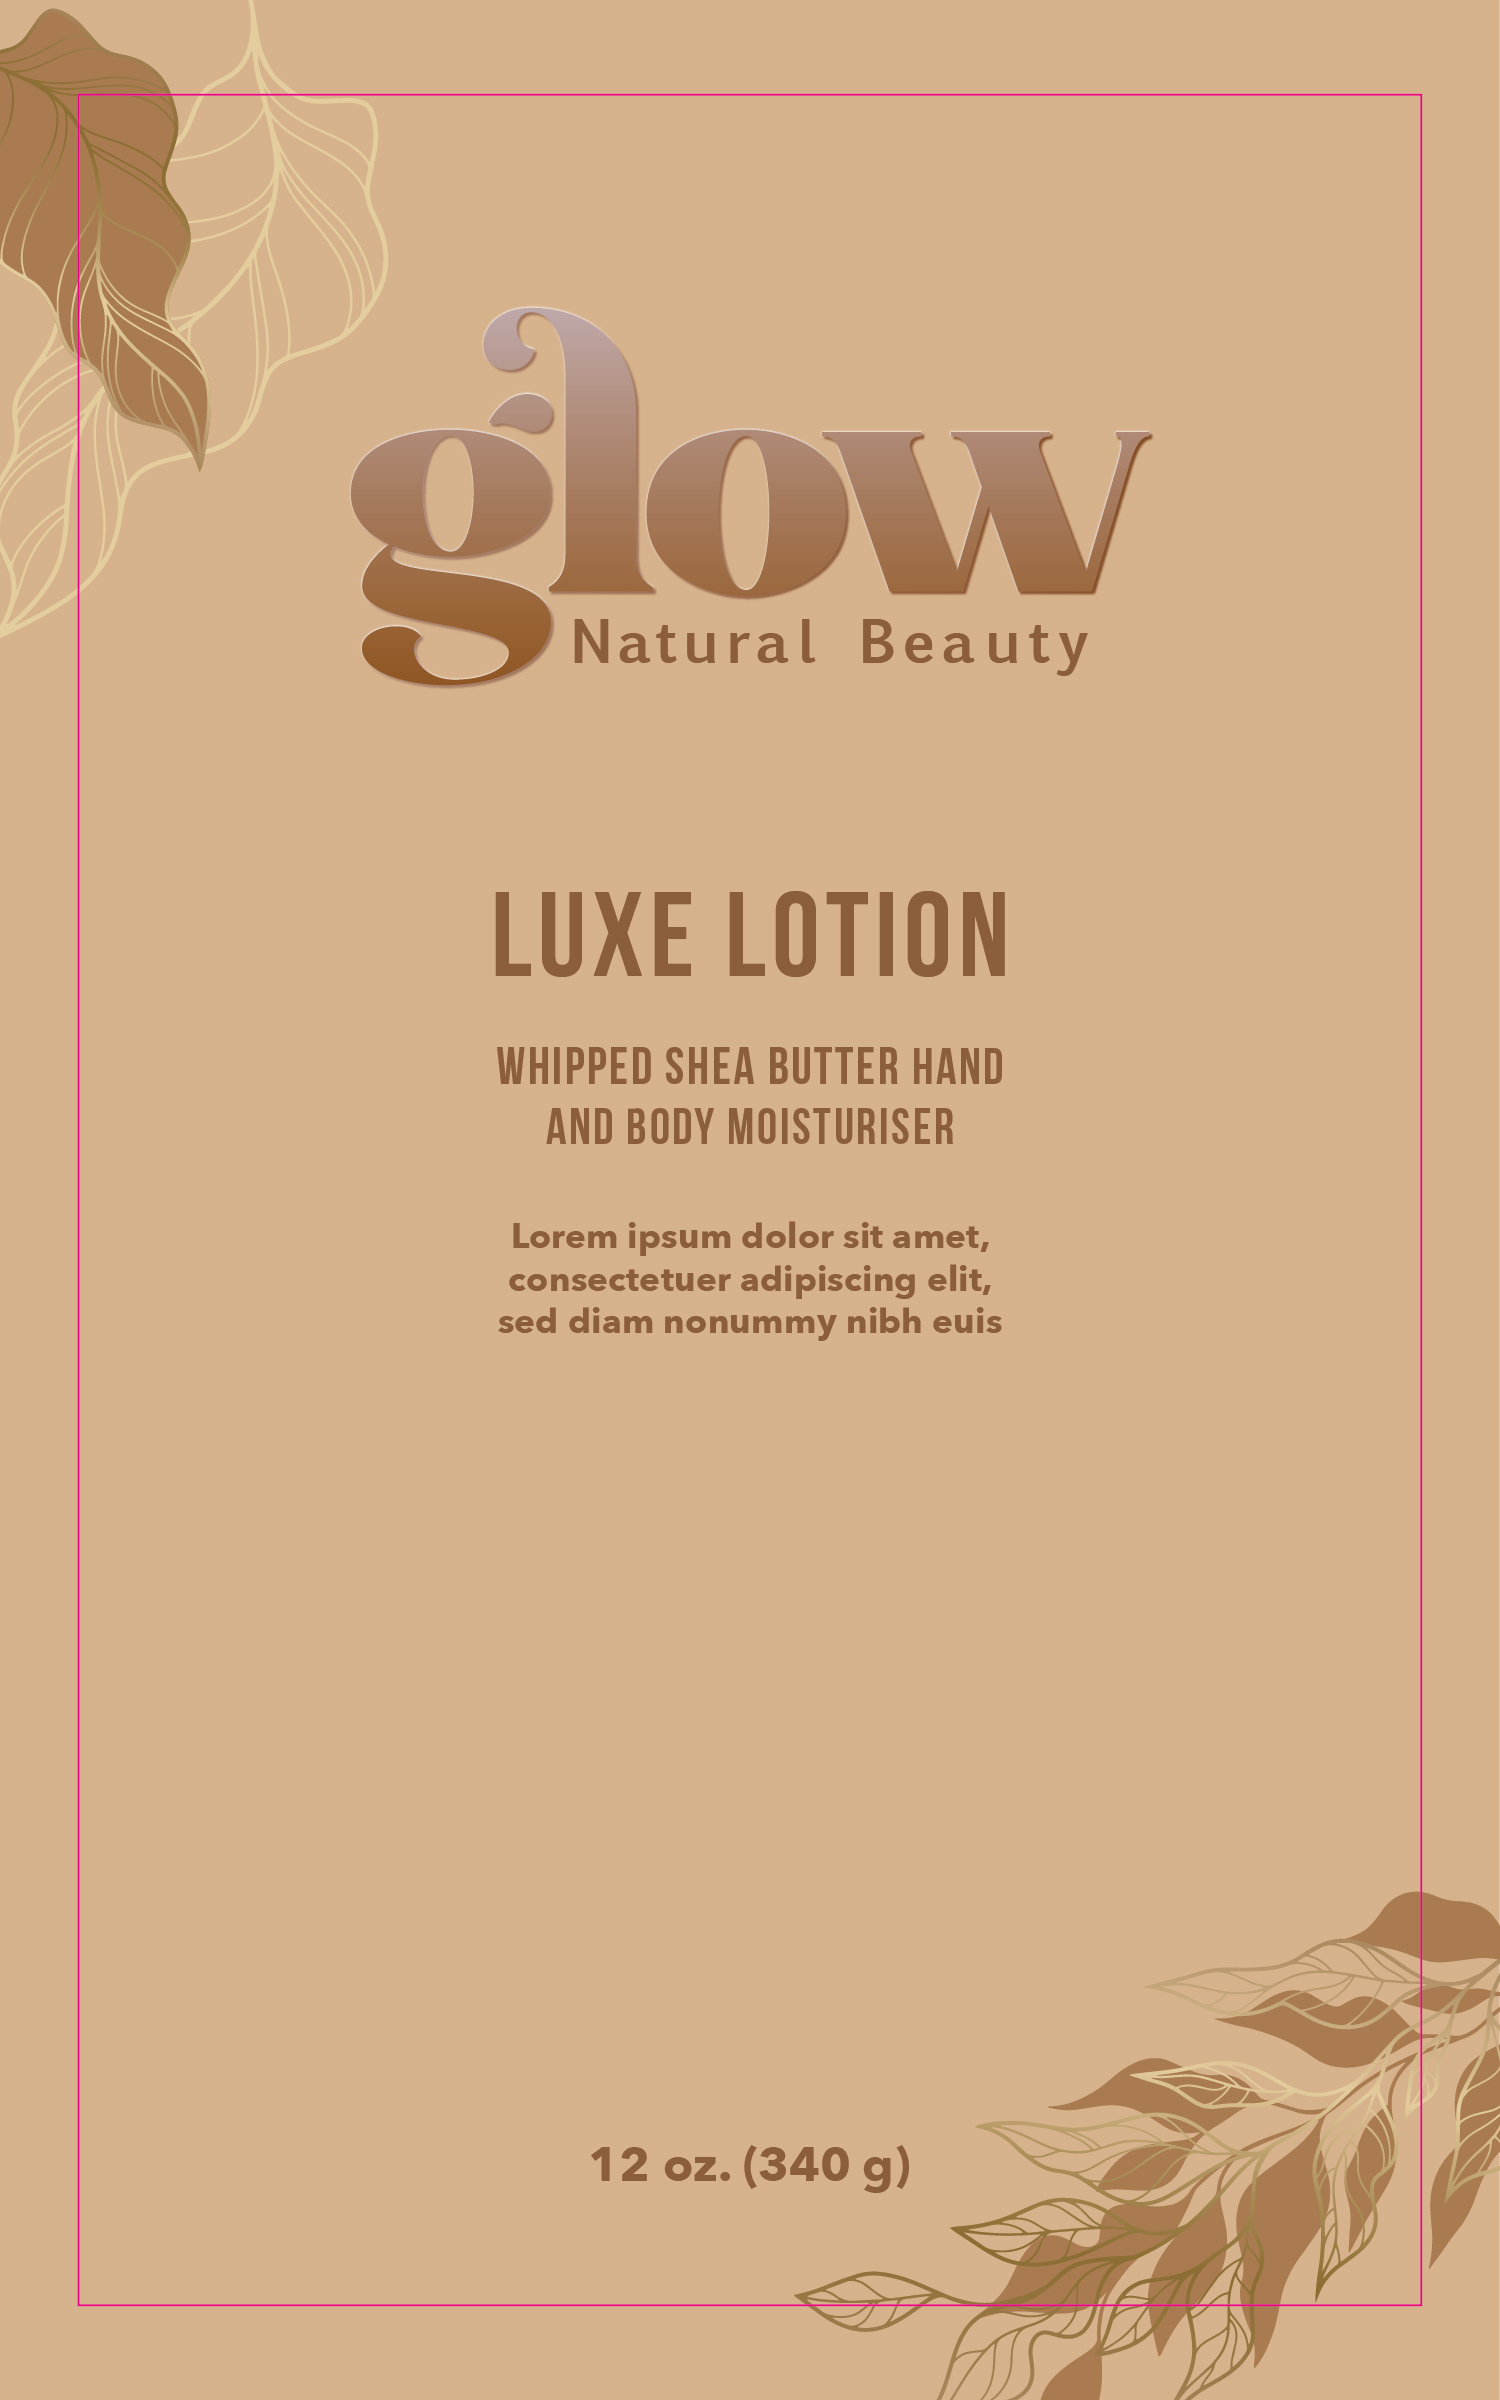 glow
Natural Beauty
LUXE LOTION
WHIPPED SHEA BUTTER HAND
AND BODY MOISTURISER
Lorem ipsum dolor sit amet,
consectetuer adipiscing elit,
sed diam nonummy nibh euis
12 oz. (340 g)